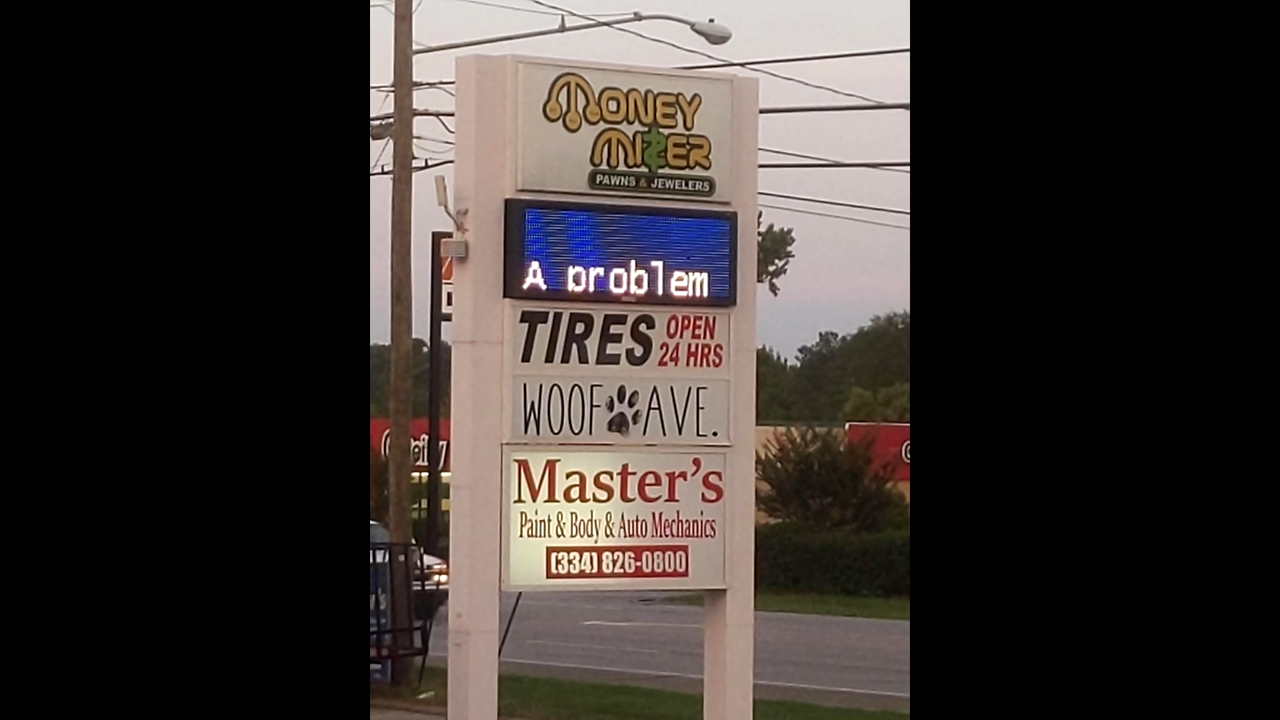 MONEY
MIZER
PAWNS & JEWELERS
A problem
TIRES OPEN
24 HRS
WOOF AVE.
Master's
Paint & Body & Auto Mechanics
(334) 826-0800